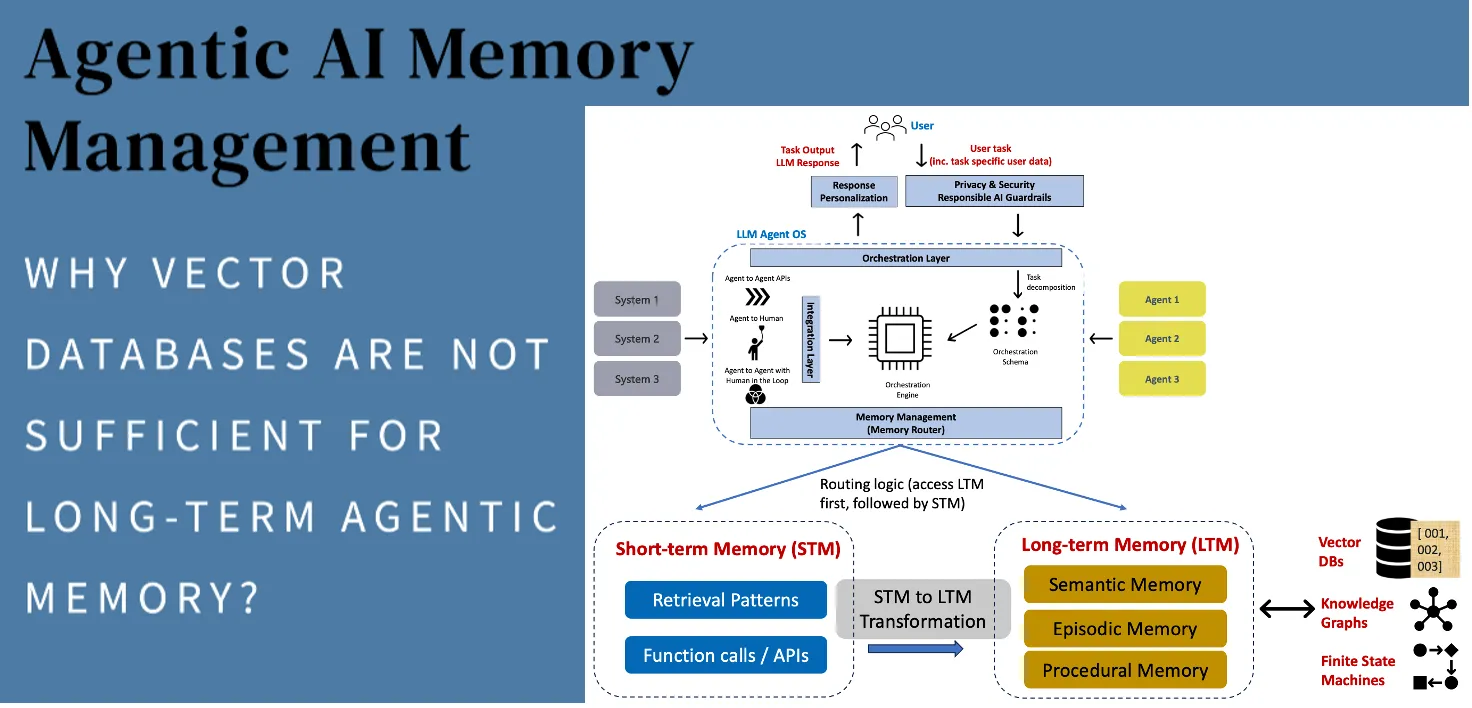 Agentic AI Memory
Management
WHY VECTOR
DATABASES ARE NOT
SUFFICIENT FOR
LONG-TERM AGENTIC
MEMORY?
User
Task Output
LLM Response
User task
(inc. task specific user data)
Response
Personalization
Privacy & Security
Responsible AI Guardrails
LLM Agent OS
Orchestration Layer
Agent to Agent APIs
Task
decomposition
System 1
System 2
System 3
Agent to Human
Integration Layer
Agent to Agent with
Human in the Loop
Orchestration
Engine
Orchestration
Schema
Agent 1
Agent 2
Agent 3
Memory Management
(Memory Router)
Routing logic (access LTM
first, followed by STM)
Short-term Memory (STM)
Retrieval Patterns
Function calls / APIs
STM to LTM
Transformation
Long-term Memory (LTM)
Semantic Memory
Episodic Memory
Procedural Memory
Vector
DBs
[ 001,
002,
003]
Knowledge
Graphs
Finite State
Machines